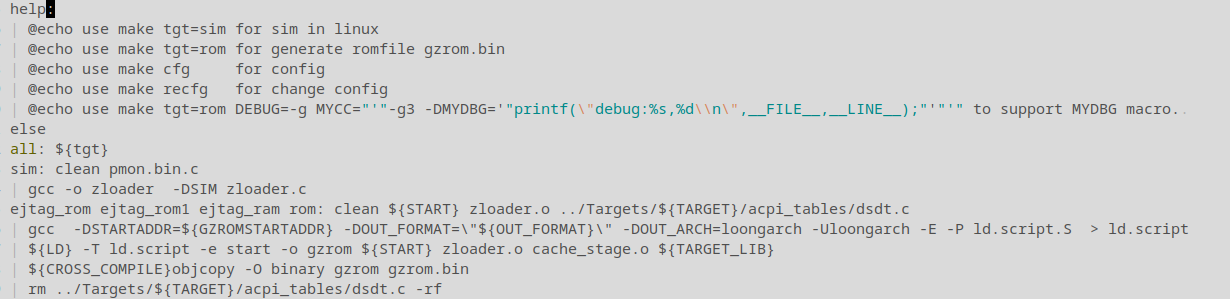 help:
@echo use make tgt=sim for sim in linux
@echo use make tgt=rom for generate romfile gzrom.bin
@echo use make cfg     for config
@echo use make recfg   for change config
@echo use make tgt=rom DEBUG=-g MYCC="'"-g3 -DMYDBG='"printf(\"debug:%s,%d\\n\",__FILE__,__LINE__);"'"'" to support MYDBG macro..
else
all: ${tgt}
sim: clean pmon.bin.c
gcc -o zloader  -DSIM zloader.c
ejtag_rom ejtag_rom1 ejtag_ram rom: clean ${START} zloader.o ../Targets/${TARGET}/acpi_tables/dsdt.c
gcc  -DSTARTADDR=${GZROMSTARTADDR} -DOUT_FORMAT=\"${OUT_FORMAT}\" -DOUT_ARCH=loongarch -Uloongarch -E -P ld.script.S  > ld.script
${LD} -T ld.script -e start -o gzrom ${START} zloader.o cache_stage.o ${TARGET_LIB}
${CROSS_COMPILE}objcopy -O binary gzrom gzrom.bin
rm ../Targets/${TARGET}/acpi_tables/dsdt.c -rf